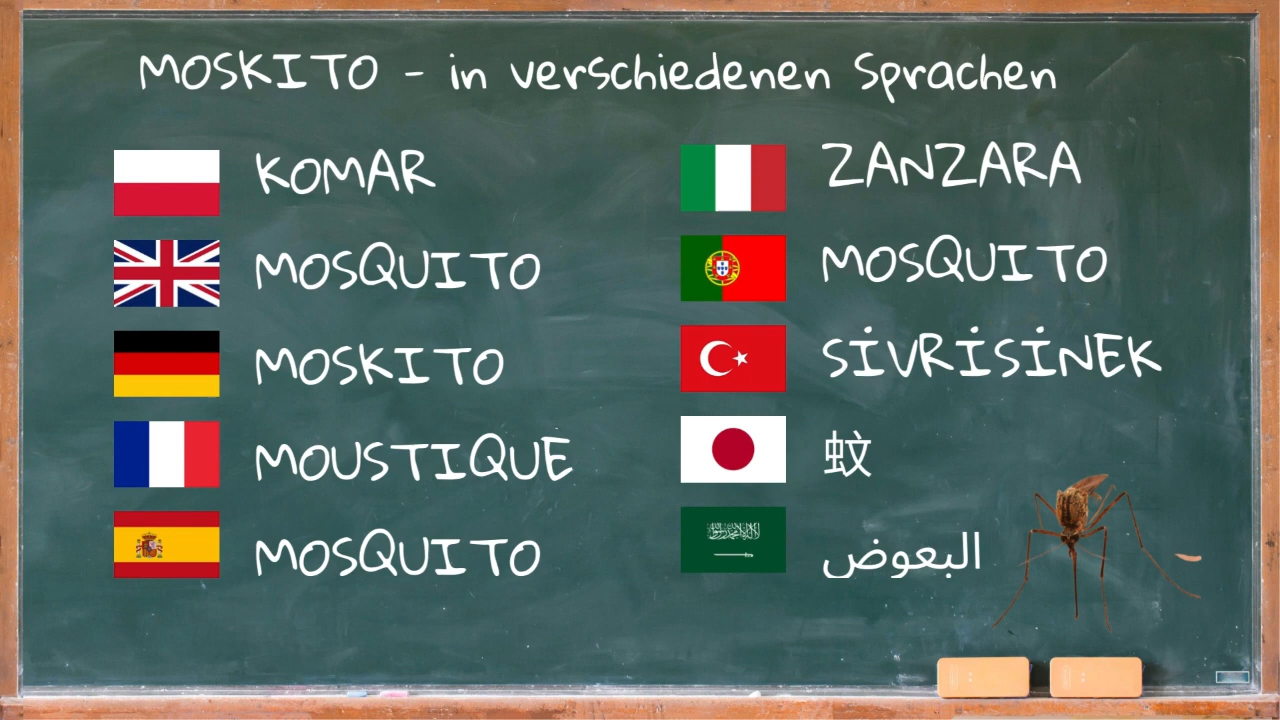 MOSKITO - in verschiedenen Sprachen
KOMAR
MOSQUITO
MOSKITO
MOUSTIQUE
MOSQUITO
ZANZARA
MOSQUITO
SİVRİSİNEK
蚊
البعوض